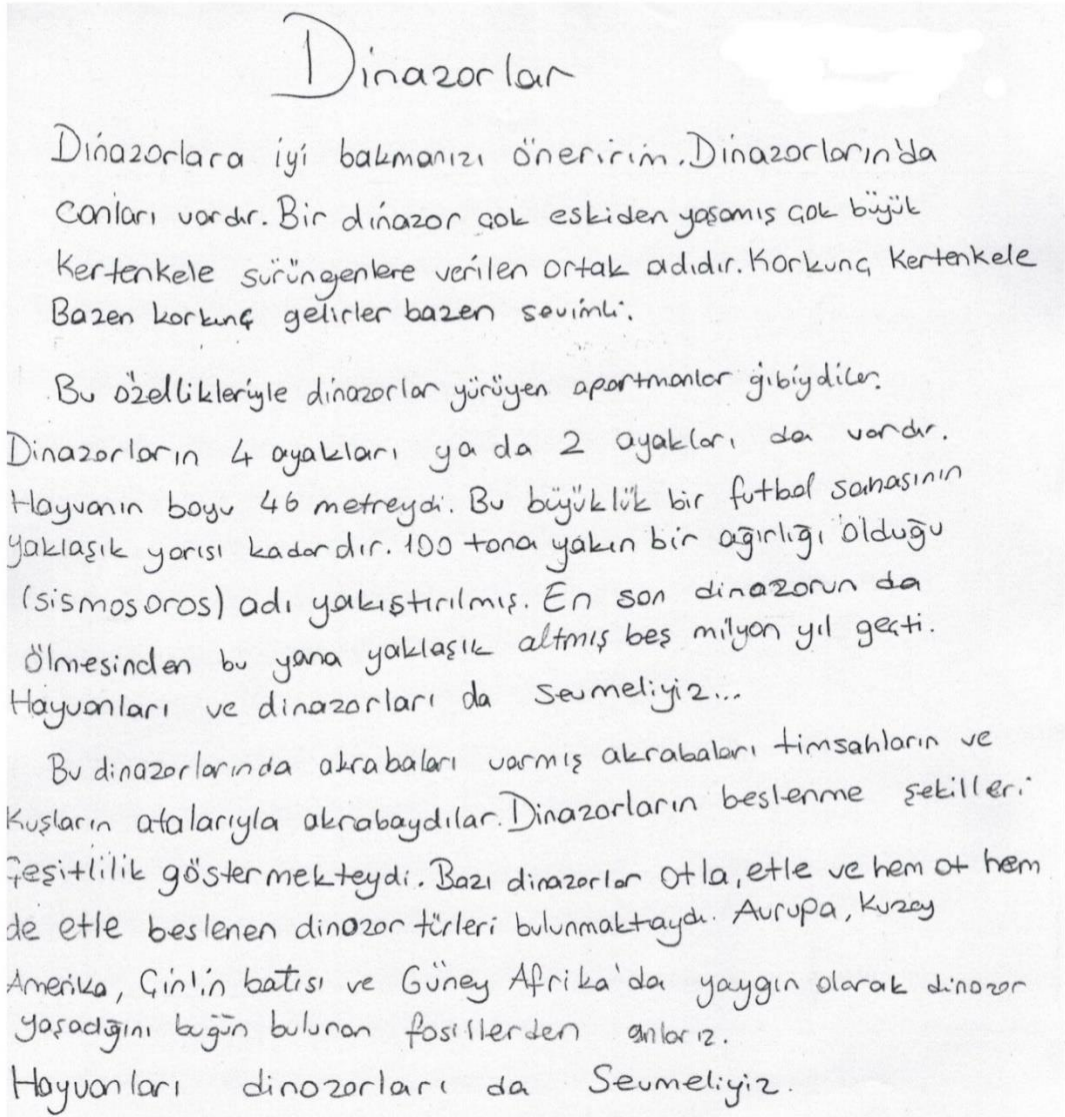 Dinazorlar
Dinazorlara iyi bakmanızı öneririm. Dinazorların'da
canları vardır. Bir dinazor çok eskiden yaşamış çok büyük
Kertenkele sürüngenlere verilen ortak adıdır. Korkunç Kertenkele
Bazen korkunç gelirler bazen sevimli.
Bu özellikleriyle dinazorlar yürüyen apartmanlar gibiydiler.
Dinazorların 4 ayakları ya da 2 ayakları da vardır.
Hayvanın boyu 46 metreydi. Bu büyüklük bir futbol sahasının
yaklaşık yarısı kadardır. 100 tona yakın bir ağırlığı olduğu
(sismosoros) adı yakıştırılmış. En son dinazorun da
ölmesinden bu yana yaklaşık altmış beş milyon yıl geçti.
Hayvanları ve dinazorları da Sevmeliyiz...
Bu dinazorlarında akrabaları varmış akrabaları timsahların ve
Kuşların atalarıyla akrabaydılar. Dinazorların beslenme şekilleri
Çeşitlilik göstermekteydi. Bazı dinazorlar otla, etle ve hem ot hem
de etle beslenen dinozor türleri bulunmaktaydı. Avrupa, Kuzey
Amerika, Çin'in batısı ve Güney Afrika'da yaygın olarak dinozor
yaşadığını bugün bulunan fosillerden anlarız.
Hayvanları dinozorları da Sevmeliyiz.